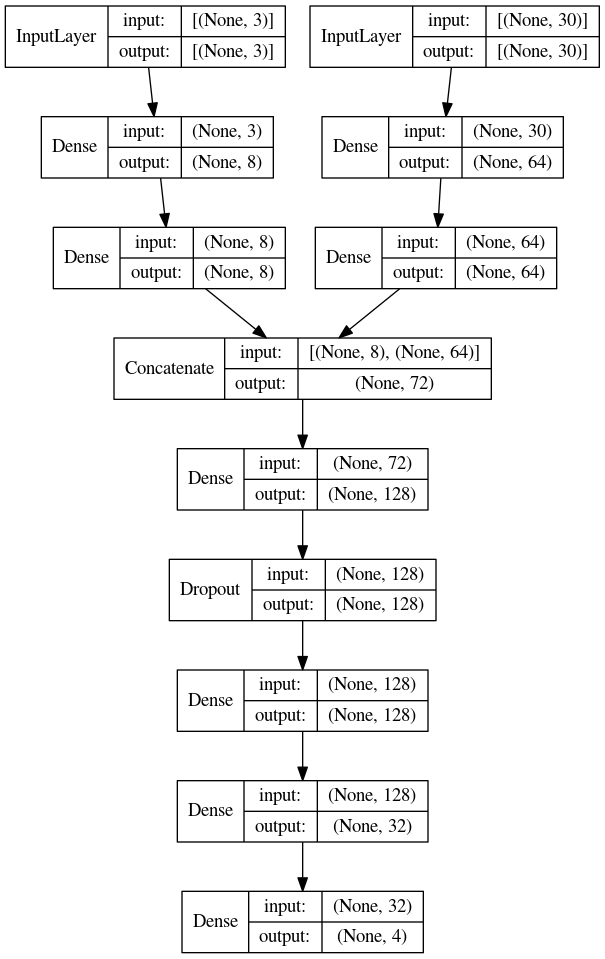 InputLayer input: [(None, 3)]
output: [(None, 3)]
InputLayer input: [(None, 30)]
output: [(None, 30)]
Dense input: (None, 3)
output: (None, 8)
Dense input: (None, 30)
output: (None, 64)
Dense input: (None, 8)
output: (None, 8)
Dense input: (None, 64)
output: (None, 64)
Concatenate input: [(None, 8), (None, 64)]
output: (None, 72)
Dense input: (None, 72)
output: (None, 128)
Dropout input: (None, 128)
output: (None, 128)
Dense input: (None, 128)
output: (None, 128)
Dense input: (None, 128)
output: (None, 32)
Dense input: (None, 32)
output: (None, 4)